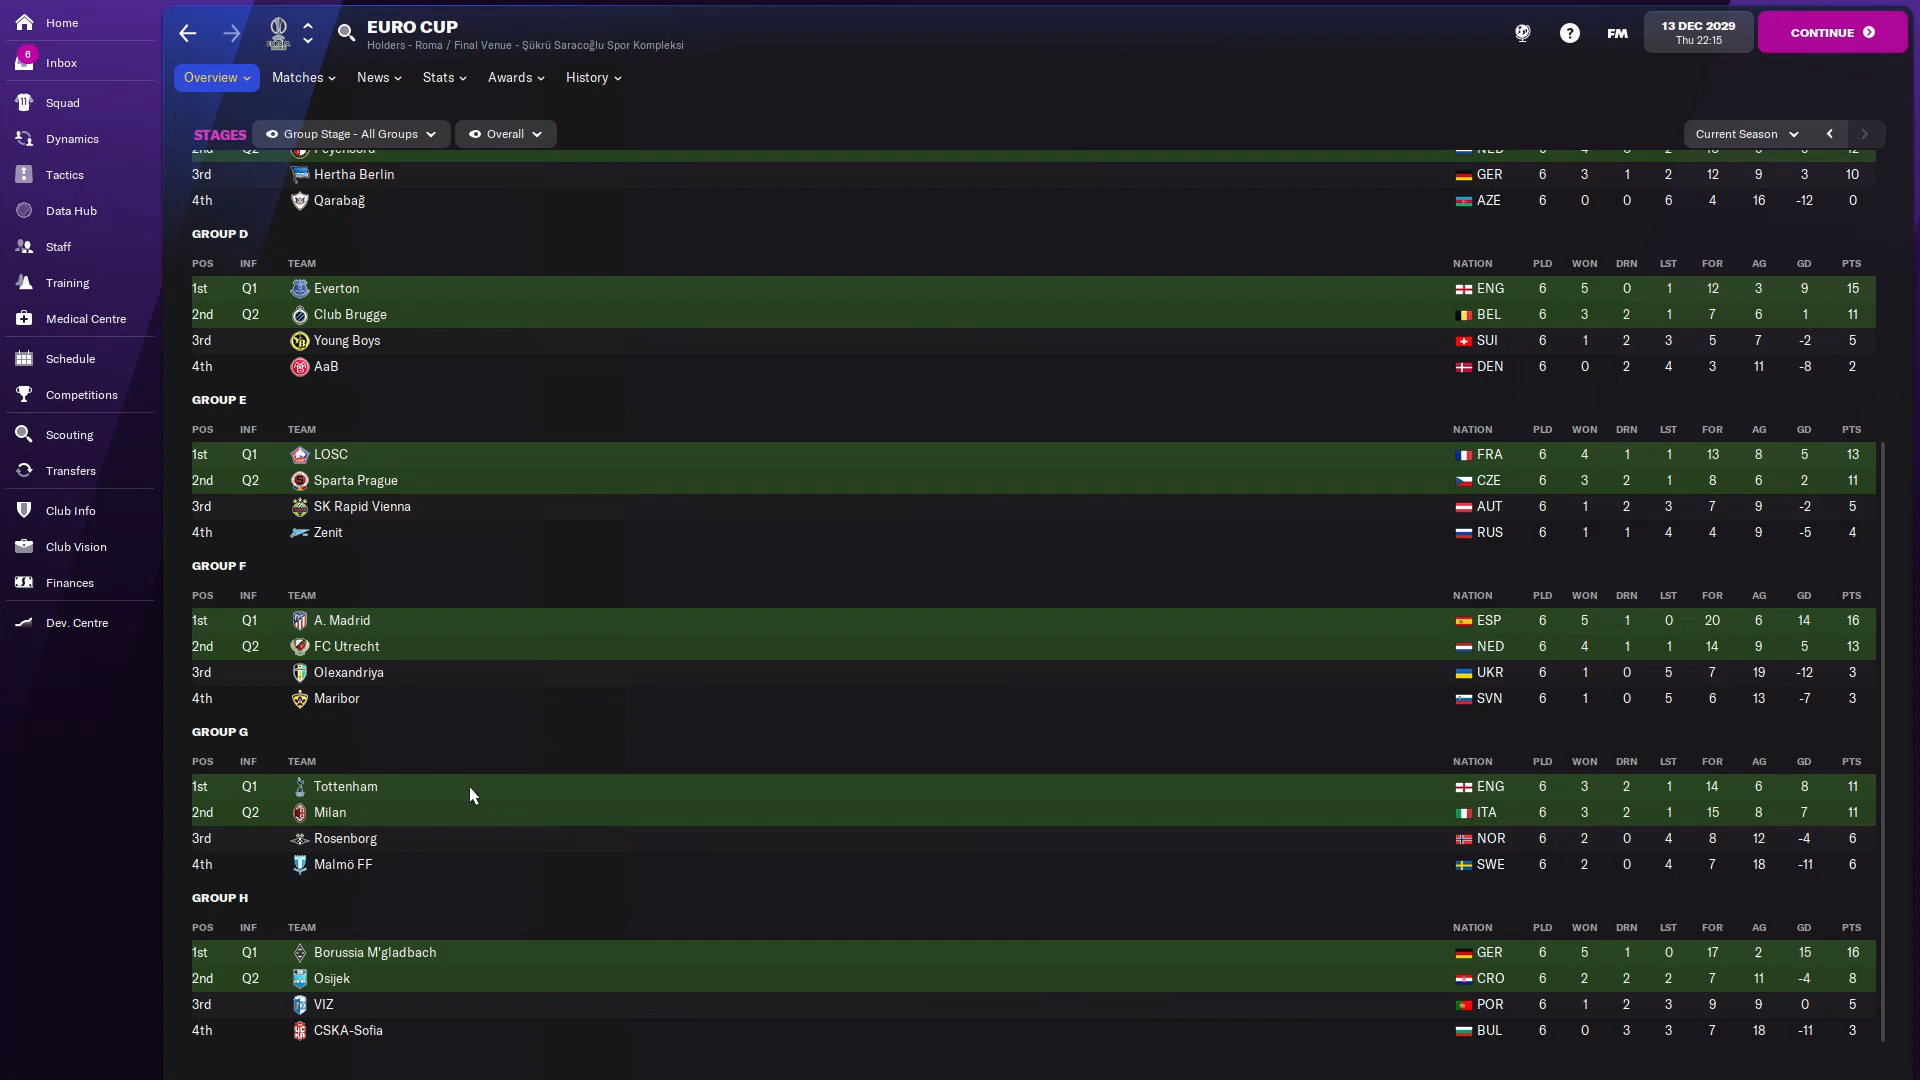 Home
6
Inbox
Squad
Dynamics
Tactics
Data Hub
Staff
Training
Medical Centre
Schedule
Competitions
Scouting
Transfers
Club Info
Club Vision
Finances
Dev. Centre
EURO CUP
Holders - Roma / Final Venue - Şükrü Saracoğlu Spor Kompleksi
FM
13 DEC 2029
Thu 22:15
CONTINUE
Overview Matches News Stats Awards History
STAGES Group Stage - All Groups Overall Current Season
2nd Q2 Feyenoord NED 6 4 2 12
3rd Hertha Berlin GER 6 3 1 2 12 9 3 10
4th Qarabağ AZE 6 0 0 6 4 16 -12 0
GROUP D
POS INF TEAM NATION PLD WON DRN LST FOR AG GD PTS
1st Q1 Everton ENG 6 5 0 1 12 3 9 15
2nd Q2 Club Brugge BEL 6 3 2 1 7 6 1 11
3rd Young Boys SUI 6 1 2 3 5 7 -2 5
4th AaB DEN 6 0 2 4 3 11 -8 2
GROUP E
POS INF TEAM NATION PLD WON DRN LST FOR AG GD PTS
1st Q1 LOSC FRA 6 4 1 1 13 8 5 13
2nd Q2 Sparta Prague CZE 6 3 2 1 8 6 2 11
3rd SK Rapid Vienna AUT 6 1 2 3 7 9 -2 5
4th Zenit RUS 6 1 1 4 4 9 -5 4
GROUP F
POS INF TEAM NATION PLD WON DRN LST FOR AG GD PTS
1st Q1 A. Madrid ESP 6 5 1 0 20 6 14 16
2nd Q2 FC Utrecht NED 6 4 1 1 14 9 5 13
3rd Olexandriya UKR 6 1 0 5 7 19 -12 3
4th Maribor SVN 6 1 0 5 6 13 -7 3
GROUP G
POS INF TEAM NATION PLD WON DRN LST FOR AG GD PTS
1st Q1 Tottenham ENG 6 3 2 1 14 6 8 11
2nd Q2 Milan ITA 6 3 2 1 15 8 7 11
3rd Rosenborg NOR 6 2 0 4 8 12 -4 6
4th Malmö FF SWE 6 2 0 4 7 18 -11 6
GROUP H
POS INF TEAM NATION PLD WON DRN LST FOR AG GD PTS
1st Q1 Borussia M'gladbach GER 6 5 1 0 17 2 15 16
2nd Q2 Osijek CRO 6 2 2 2 7 11 -4 8
3rd VIZ POR 6 1 2 3 9 9 0 5
4th CSKA-Sofia BUL 6 0 3 3 7 18 -11 3